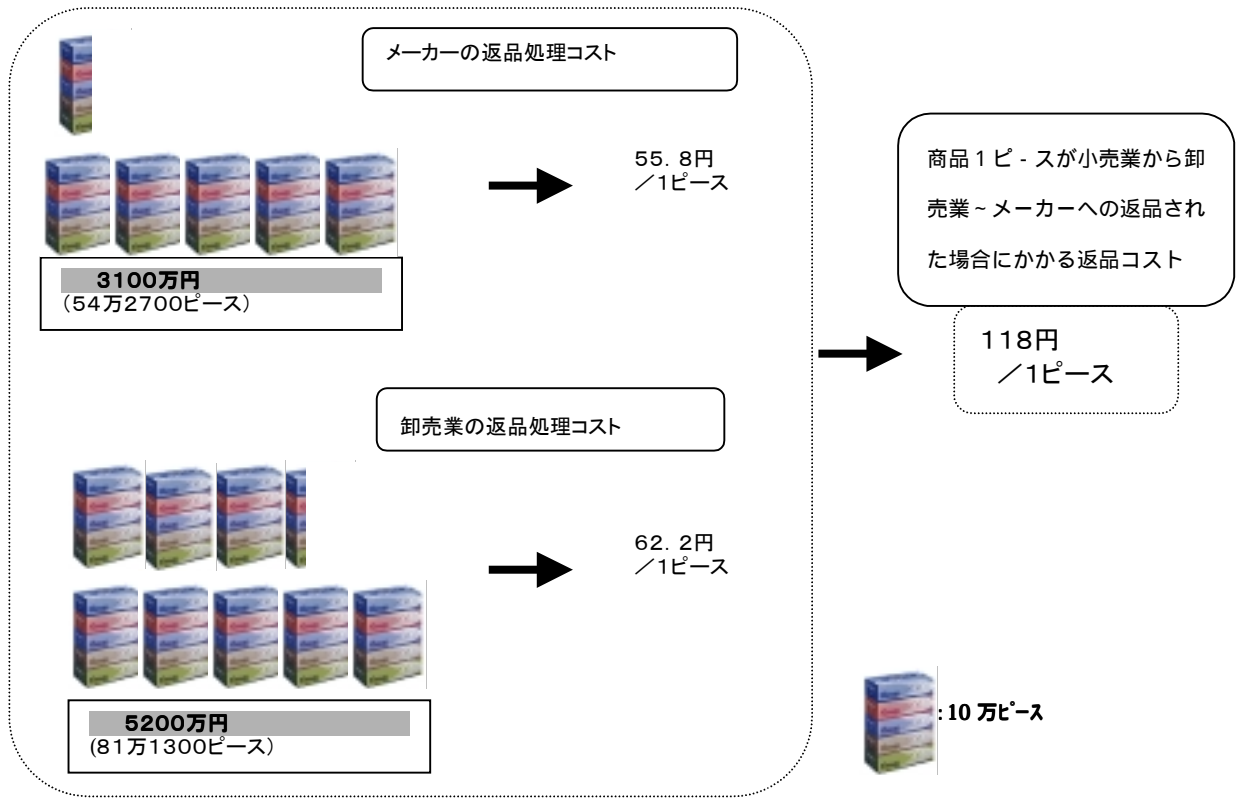 メーカーの返品処理コスト
55.8円
／1ピース
3100万円
（54万2700ピース）
卸売業の返品処理コスト
62.2円
／1ピース
5200万円
(81万1300ピース）
商品１ピ-スが小売業から卸
売業~メーカーへの返品され
た場合にかかる返品コスト
118円
／1ピース
:10 万ﾋﾟｰｽ